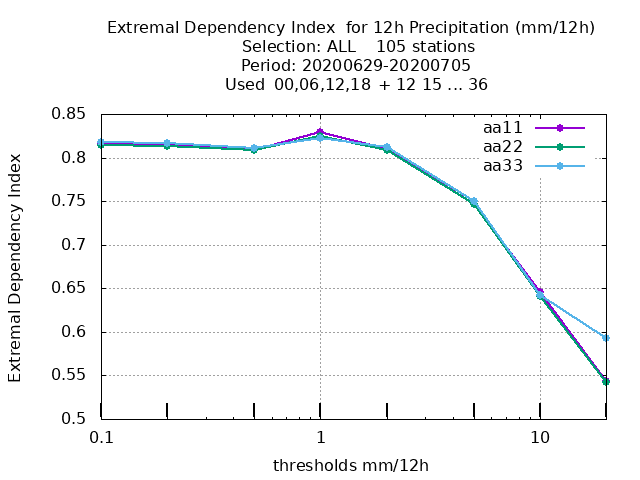 Extremal Dependency Index for 12h Precipitation (mm/12h)
Selection: ALL 105 stations
Period: 20200629-20200705
Used 00,06,12,18 + 12 15 ... 36
0.85
0.8
0.75
0.7
0.65
0.6
0.55
0.5
Extremal Dependency Index
aa11
aa22
aa33
0.1 1 10
thresholds mm/12h